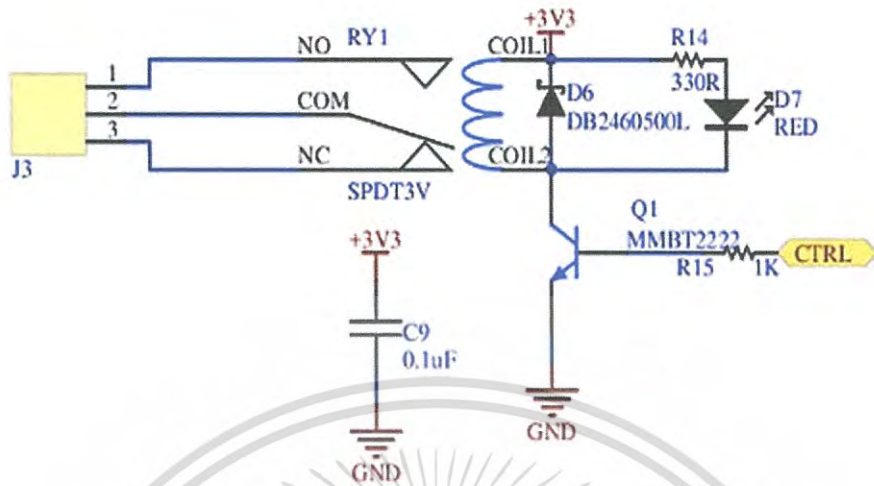 +3V3
NO RY1 COIL1 R14
1
2 COM 330R
D6 D7
3 DB2460500L RED
NC COIL2
J3 SPDT3V
Q1
+3V3 MMBT2222
R15 1K CTRL
C9
0.1uF
GND
GND